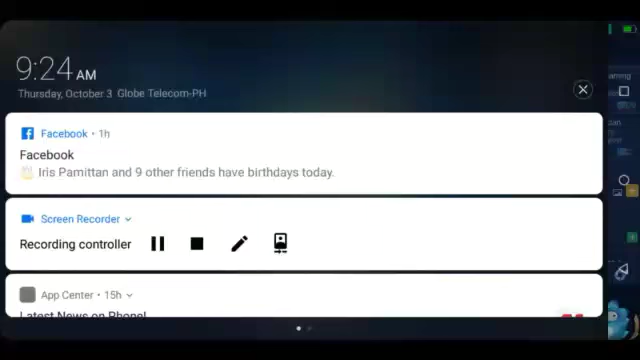 9:24 AM
Thursday, October 3 Globe Telecom-PH
Facebook • 1h
Facebook
Iris Pamittan and 9 other friends have birthdays today.
Screen Recorder
Recording controller
App Center • 15h
Latest News on Phone!